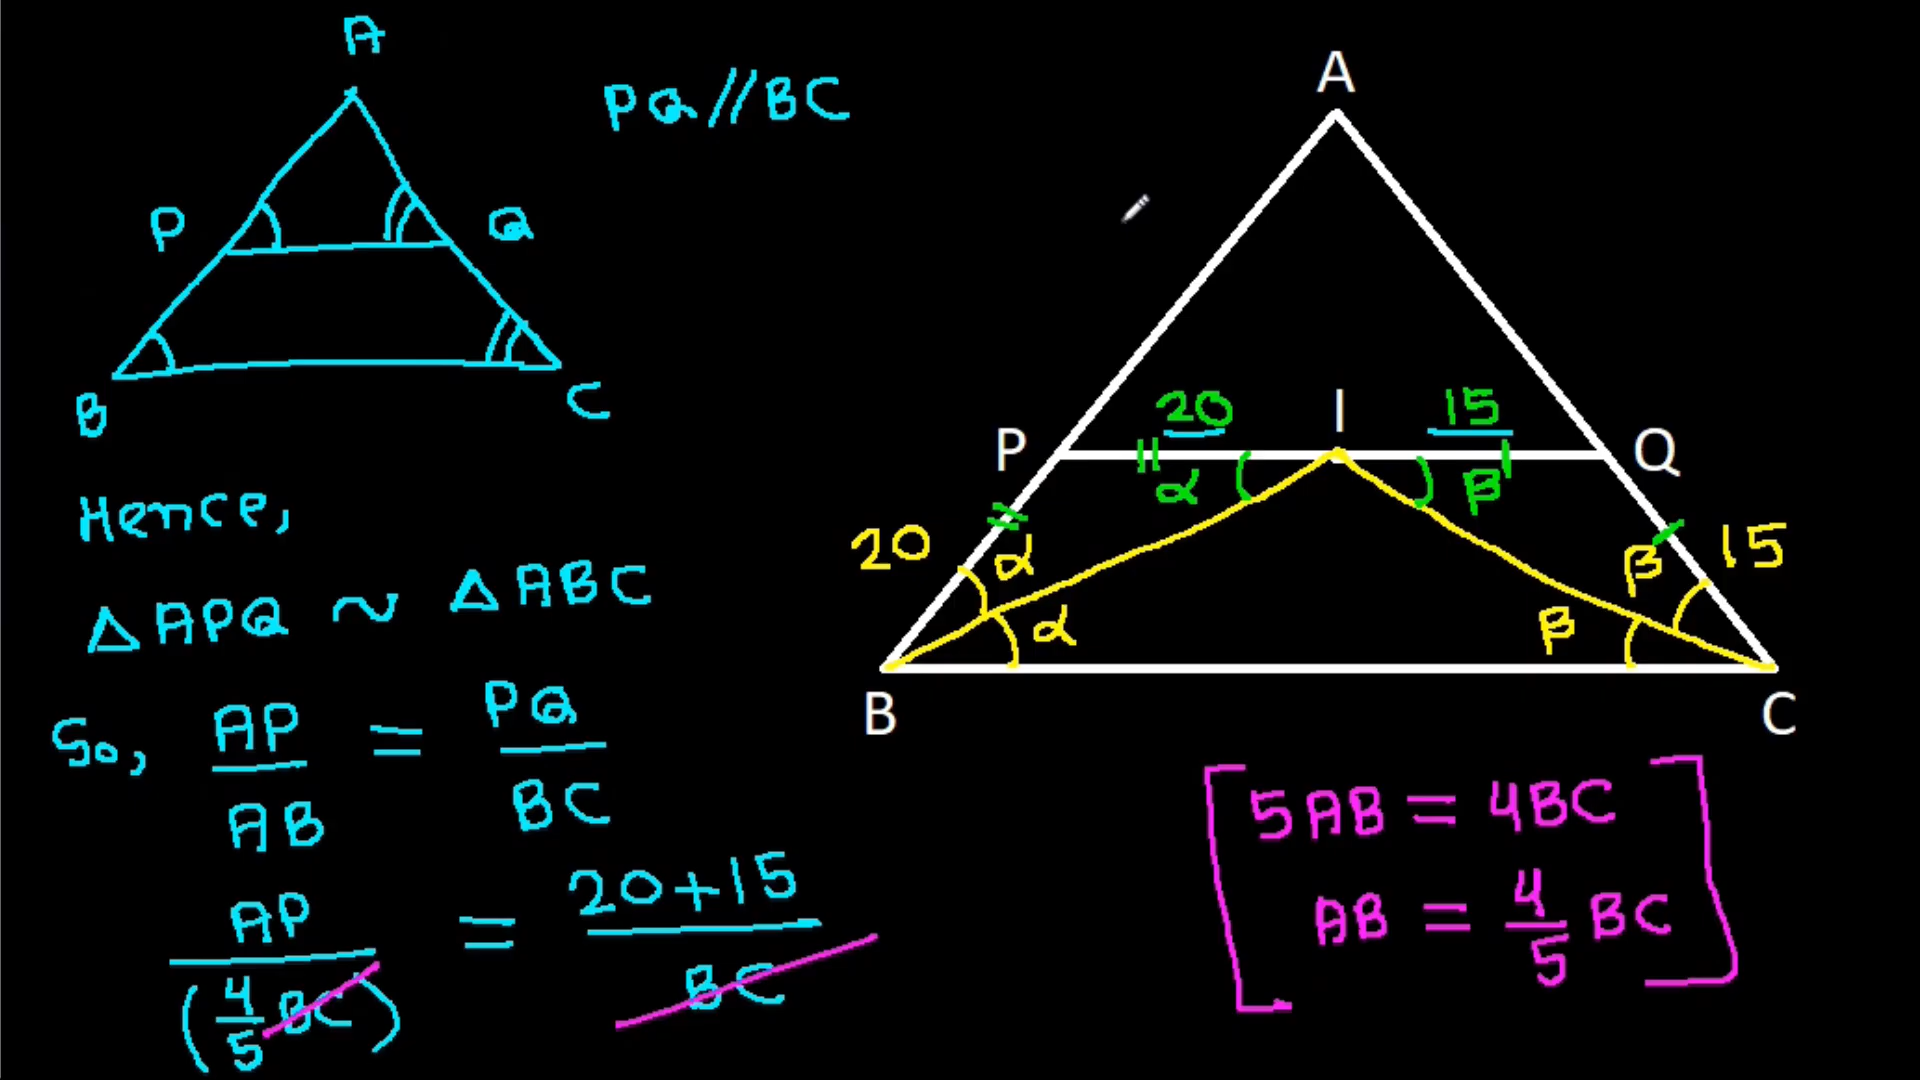 A
PQ//BC
P
Q
B
C
Hence,
△APQ ~ △ABC
So, AP/AB = PQ/BC
AP/(4/5 BC) = 20+15/BC
A
20
I
15
P
Q
α
β
20
α
β
15
α
β
B
C
[5AB = 4BC
AB = 4/5 BC]